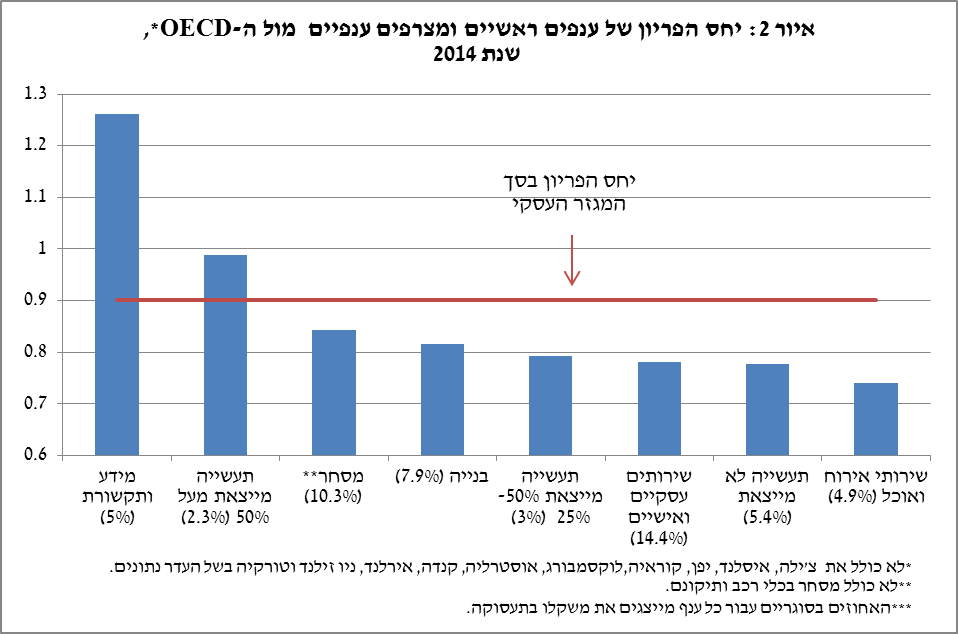 איור 2: יחס הפריון של ענפים ראשיים ומצרפים ענפיים מול ה-OECD*,
שנת 2014
1.3
1.2
1.1
1
0.9
0.8
0.7
0.6
יחס הפריון בסך
המגזר העסקי
מידע
ותקשורת
(5%)
תעשייה
מייצאת מעל
50% (2.3%)
מסחר**
(10.3%)
בנייה (7.9%)
תעשייה
מייצאת 50%-
25% (3%)
שירותים
עסקיים
ואישיים
(14.4%)
תעשייה לא
מייצאת
(5.4%)
שירותי אירוח
ואוכל (4.9%)
*לא כולל את צ'ילה, איסלנד, יפן, קוראיה,לוקסמבורג, אוסטרליה, קנדה, אירלנד, ניו זילנד וטורקיה בשל העדר נתונים.
**לא כולל מסחר בכלי רכב ותיקונם.
***האחוזים בסוגריים עבור כל ענף מייצגים את משקלו בתעסוקה.